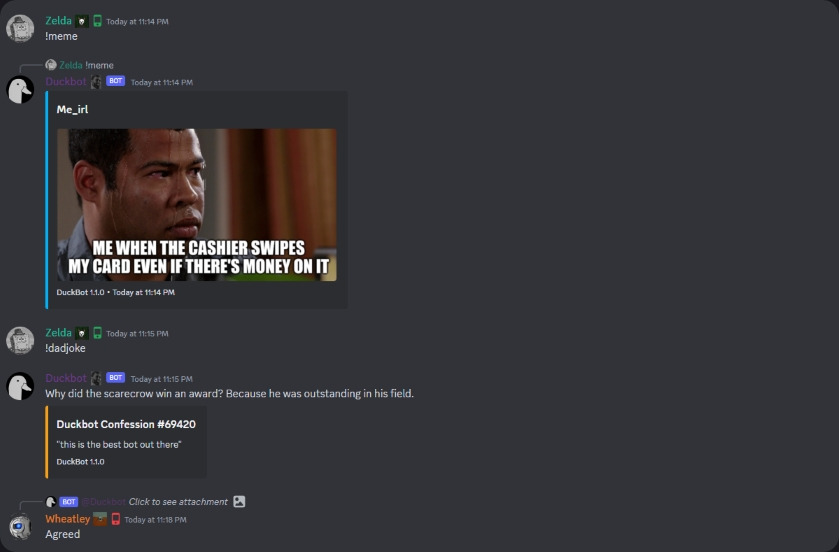 Zelda Today at 11:14 PM
!meme
Zelda !meme
Duckbot BOT Today at 11:14 PM
Me_irl
ME WHEN THE CASHIER SWIPES
MY CARD EVEN IF THERE'S MONEY ON IT
DuckBot 1.1.0 • Today at 11:14 PM
Zelda Today at 11:15 PM
!dadjoke
Duckbot BOT Today at 11:15 PM
Why did the scarecrow win an award? Because he was outstanding in his field.
Duckbot Confession #69420
"this is the best bot out there"
DuckBot 1.1.0
BOT @Duckbot Click to see attachment
Wheatley Today at 11:18 PM
Agreed